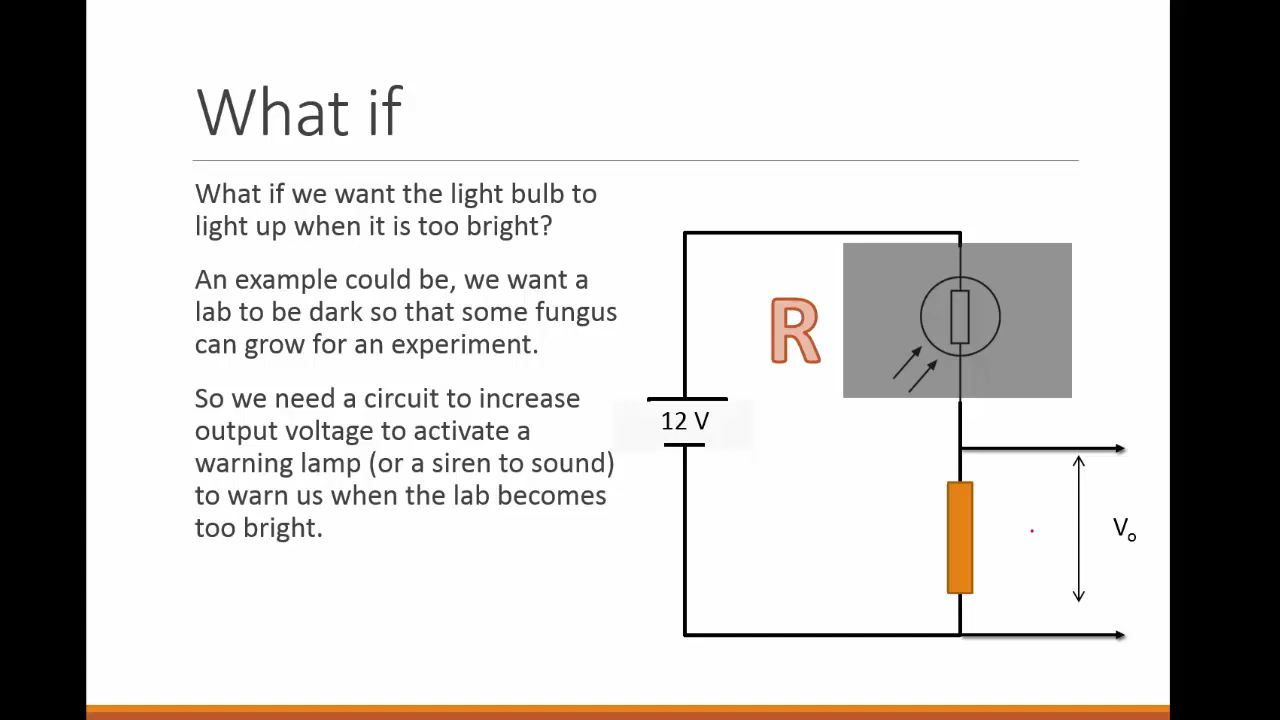 What if
What if we want the light bulb to
light up when it is too bright?
An example could be, we want a
lab to be dark so that some fungus
can grow for an experiment.
So we need a circuit to increase
output voltage to activate a
warning lamp (or a siren to sound)
to warn us when the lab becomes
too bright.
R
12 V
Vo